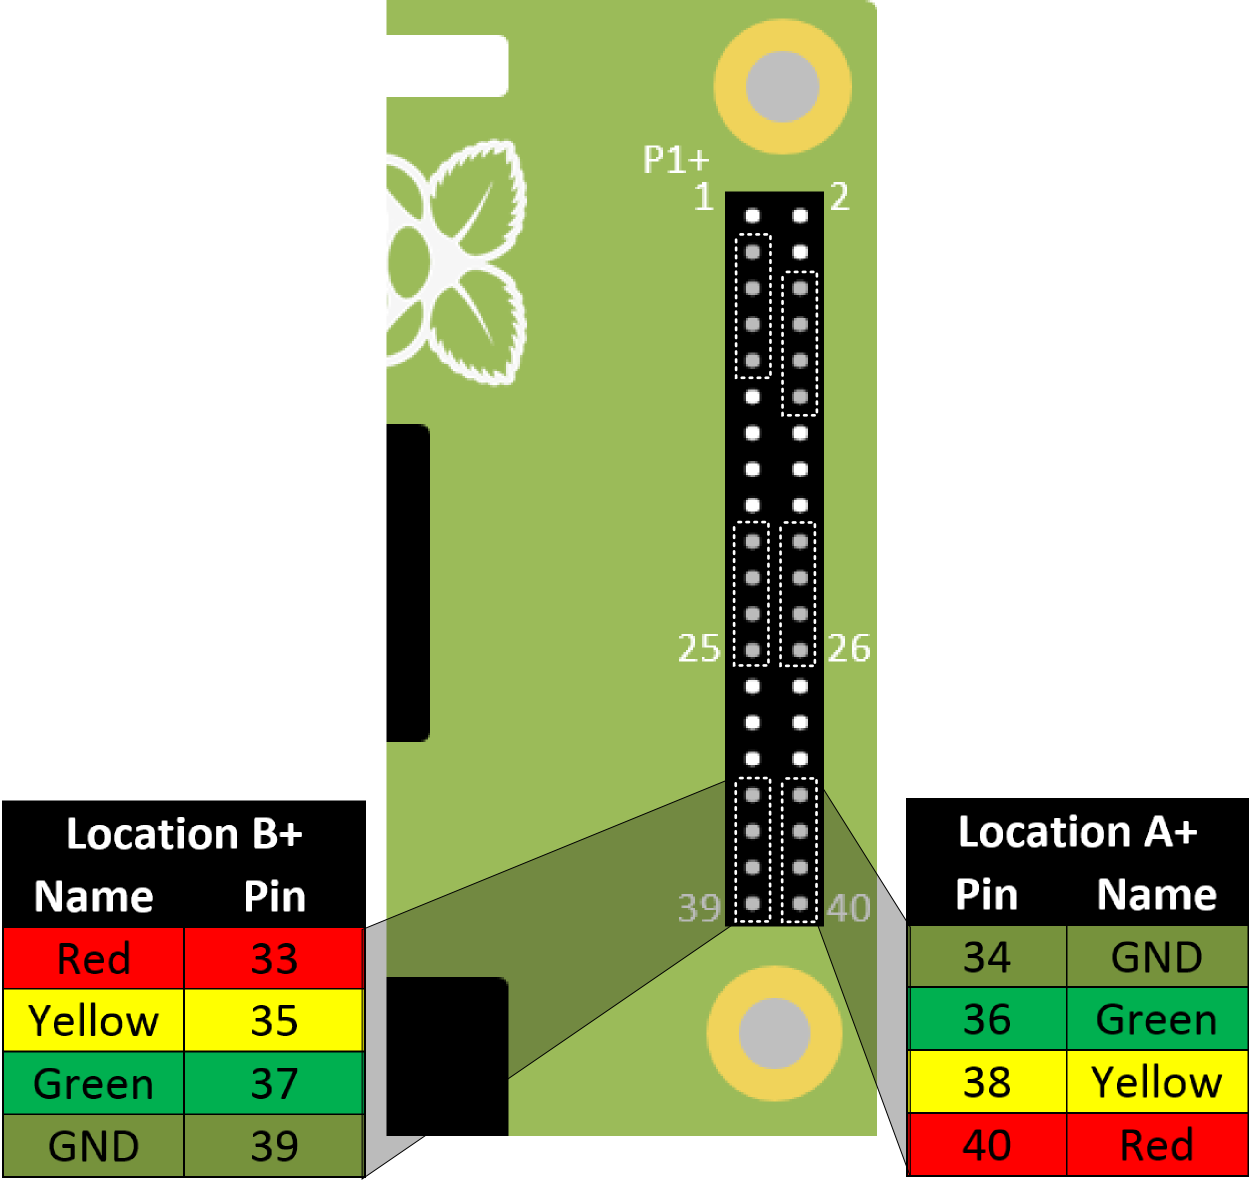 P1+
1 2
25 26
39 40
Location B+
Name Pin
Red 33
Yellow 35
Green 37
GND 39
Location A+
Pin Name
34 GND
36 Green
38 Yellow
40 Red